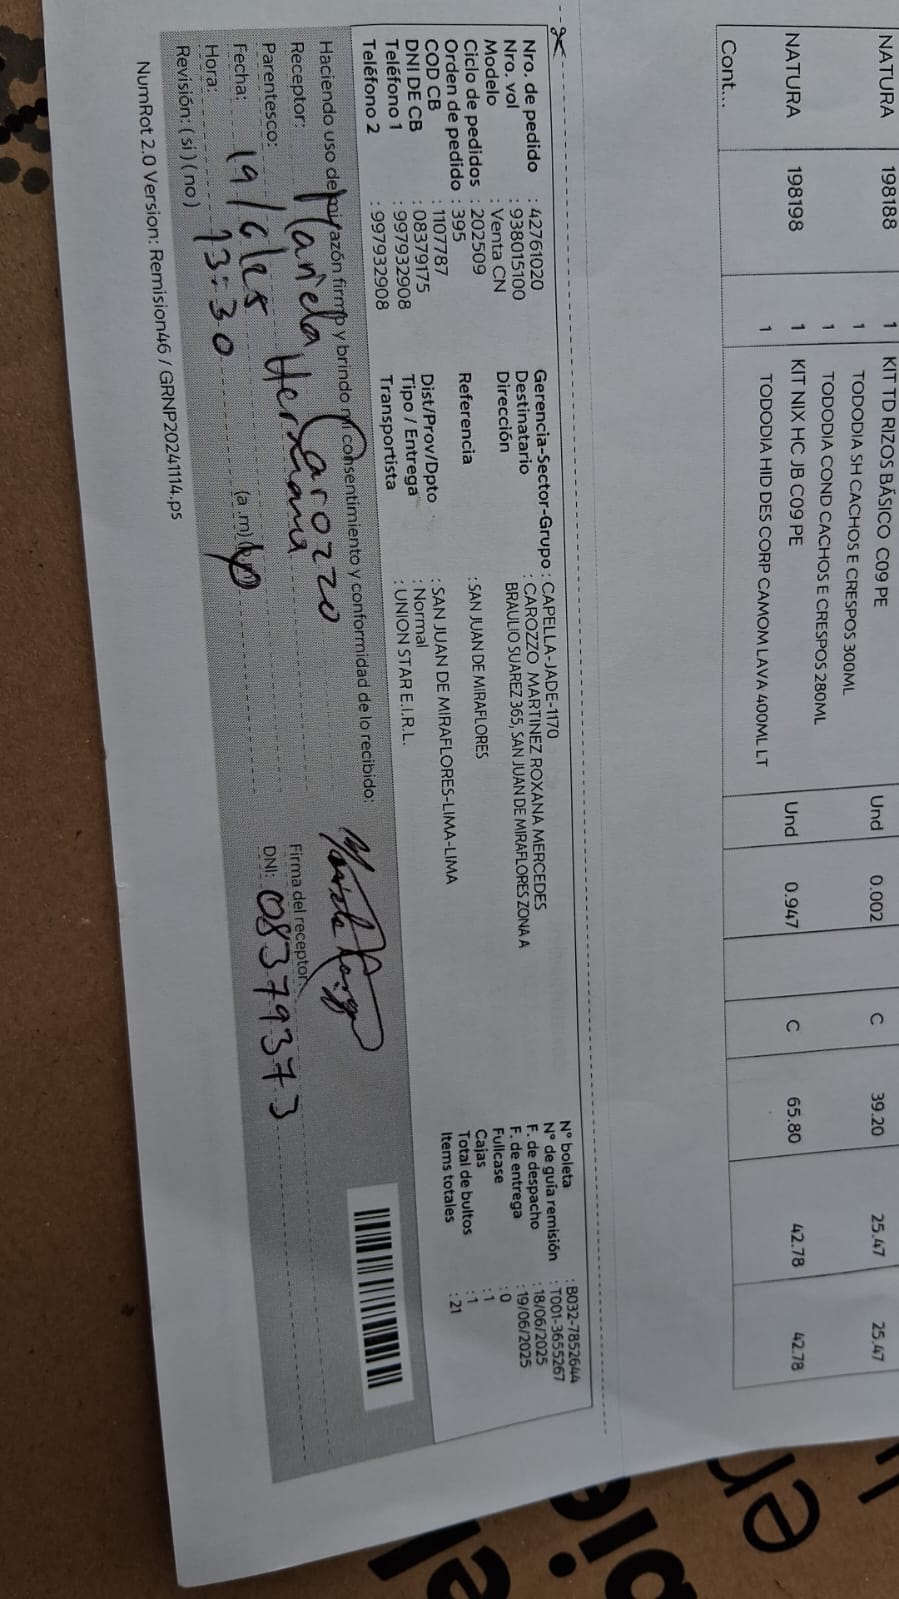 NATURA 198188 1 KIT TD RIZOS BÁSICO C09 PE
1 TODODIA SH CACHOS E CRESPOS 300ML Und 0.002 C 39.20 25.47 25.47
1 TODODIA COND CACHOS E CRESPOS 280ML
NATURA 198198 1 KIT NIX HC JB C09 PE Und 0.947 C 65.80 42.78 42.78
1 TODODIA HID DES CORP CAMOM LAVA 400ML LT
Cont...
Nro. de pedido : 42761020
Nro. vol : 938015100
Modelo : Venta CN
Ciclo de pedidos : 202509
Orden de pedido : 395
COD CB : 1107787
DNI DE CB : 08379175
Teléfono 1 : 997932908
Teléfono 2 : 997932908
Gerencia-Sector-Grupo : CAPELLA-JADE-1170
Destinatario : CAROZZO MARTINEZ ROXANA MERCEDES
Dirección BRAULIO SUAREZ 365, SAN JUAN DE MIRAFLORES ZONA A
Referencia : SAN JUAN DE MIRAFLORES
Dist/Prov/Dpto : SAN JUAN DE MIRAFLORES-LIMA-LIMA
Tipo / Entrega : Normal
Transportista : UNION STAR E.I.R.L.
N° boleta : B032-7852644
N° de guía remisión : T001-3655267
F. de despacho : 18/06/2025
F. de entrega : 19/06/2025
Fullcase : 0
Cajas : 1
Total de bultos : 1
Items totales : 21
Haciendo uso de mi razón firmo y brindo mi consentimiento y conformidad de lo recibido:
Receptor: Mariela Carozzo
Parentesco: Hermana
Fecha: 19/6/25
Hora: 13:30 (a.m)
Revisión: (si) (no)
Firma del receptor
DNI: 08379373
NumRot 2.0 Version: Remision46 / GRNP20241114.ps